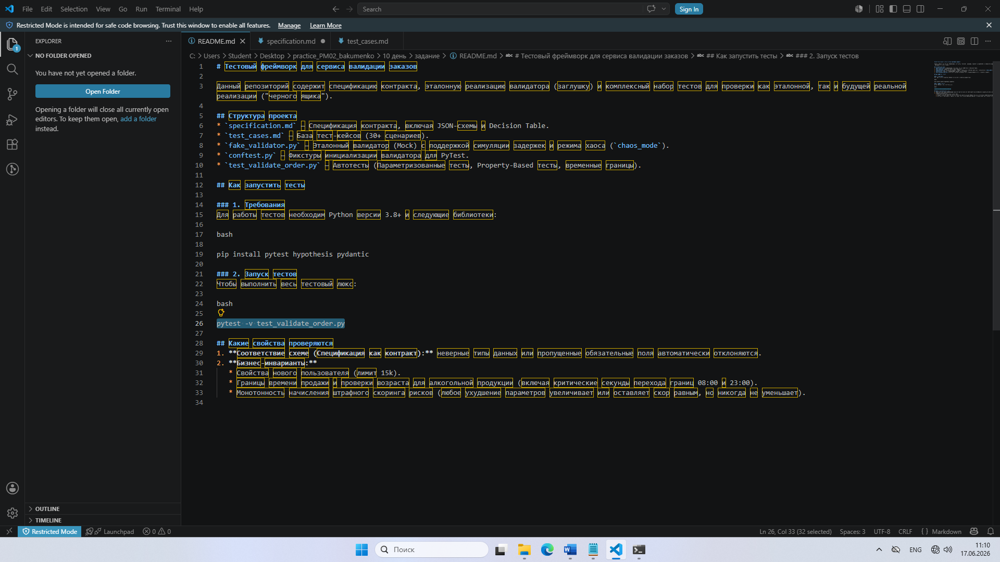 File Edit Selection View Go Run Terminal Help
Search
Sign In
Restricted Mode is intended for safe code browsing. Trust this window to enable all features. Manage Learn More
EXPLORER
NO FOLDER OPENED
You have not yet opened a folder.
Open Folder
Opening a folder will close all currently open
editors. To keep them open, add a folder
instead.
OUTLINE
TIMELINE
1
README.md
specification.md
test_cases.md
C: > Users > Student > Desktop > practice_PM02_bakumenko > 10 день > задание > README.md > # Тестовый фреймворк для сервиса валидации заказов > ## Как запустить тесты > ### 2. Запуск тестов
1 # Тестовый фреймворк для сервиса валидации заказов
2
3 Данный репозиторий содержит спецификацию контракта, эталонную реализацию валидатора (заглушку) и комплексный набор тестов для проверки как эталонной, так и будущей реальной
реализации ("черного ящика").
4
5 ## Структура проекта
6 * `specification.md` — Спецификация контракта, включая JSON-схемы и Decision Table.
7 * `test_cases.md` — База тест-кейсов (30+ сценариев).
8 * `fake_validator.py` — Эталонный валидатор (Mock) с поддержкой симуляции задержек и режима хаоса (`chaos_mode`).
9 * `conftest.py` — Фикстуры инициализации валидатора для PyTest.
10 * `test_validate_order.py` — Автотесты (Параметризованные тесты, Property-Based тесты, временные границы).
11
12 ## Как запустить тесты
13
14 ### 1. Требования
15 Для работы тестов необходим Python версии 3.8+ и следующие библиотеки:
16
17 bash
18
19 pip install pytest hypothesis pydantic
20
21 ### 2. Запуск тестов
22 Чтобы выполнить весь тестовый люкс:
23
24 bash
25
26 pytest -v test_validate_order.py
27
28 ## Какие свойства проверяются
29 1. **Соответствие схеме (Спецификация как контракт):** неверные типы данных или пропущенные обязательные поля автоматически отклоняются.
30 2. **Бизнес-инварианты:**
31 * Свойства нового пользователя (лимит 15k).
32 * Границы времени продажи и проверки возраста для алкогольной продукции (включая критические секунды перехода границ 08:00 и 23:00).
33 * Монотонность начисления штрафного скоринга рисков (любое ухудшение параметров увеличивает или оставляет скор равным, но никогда не уменьшает).
34
Restricted Mode Launchpad 0 0
Ln 26, Col 33 (32 selected) Spaces: 3 UTF-8 CRLF { } Markdown
Поиск
ENG
11:10
17.06.2026